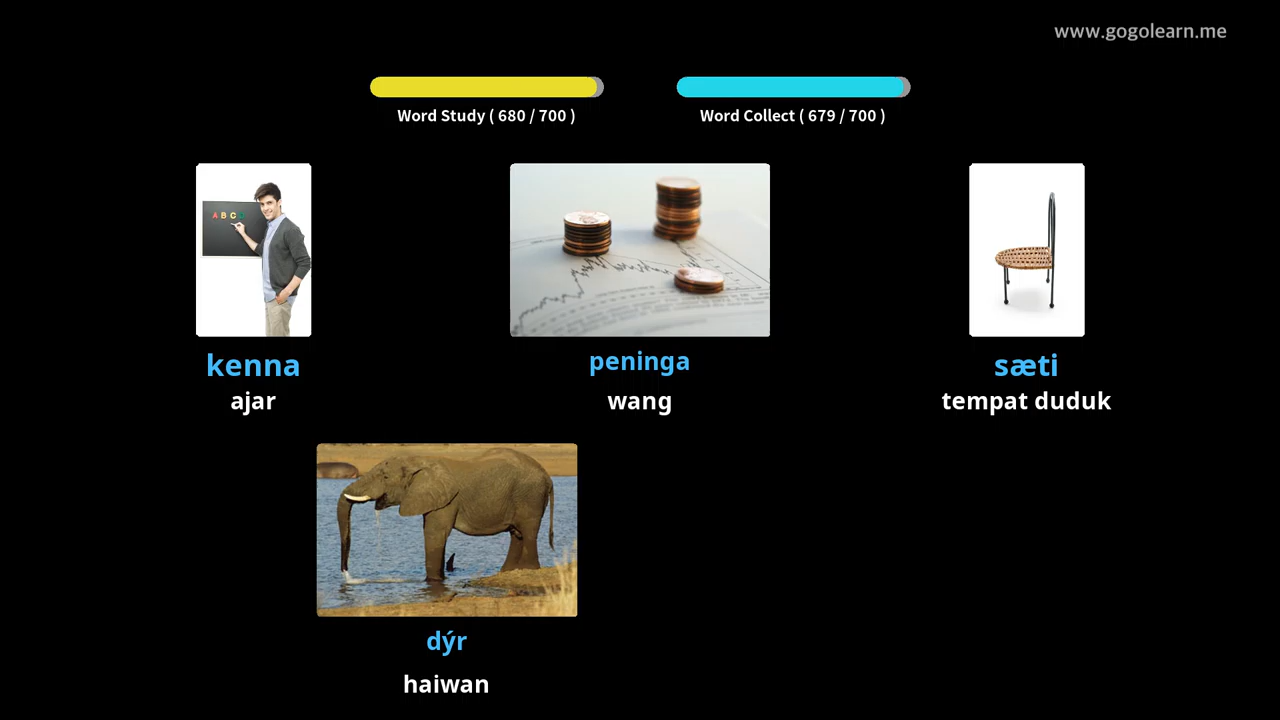 www.gogolearn.me
Word Study ( 680 / 700 )
Word Collect ( 679 / 700 )
A B C
kenna
peninga
sæti
ajar
wang
tempat duduk
dýr
haiwan